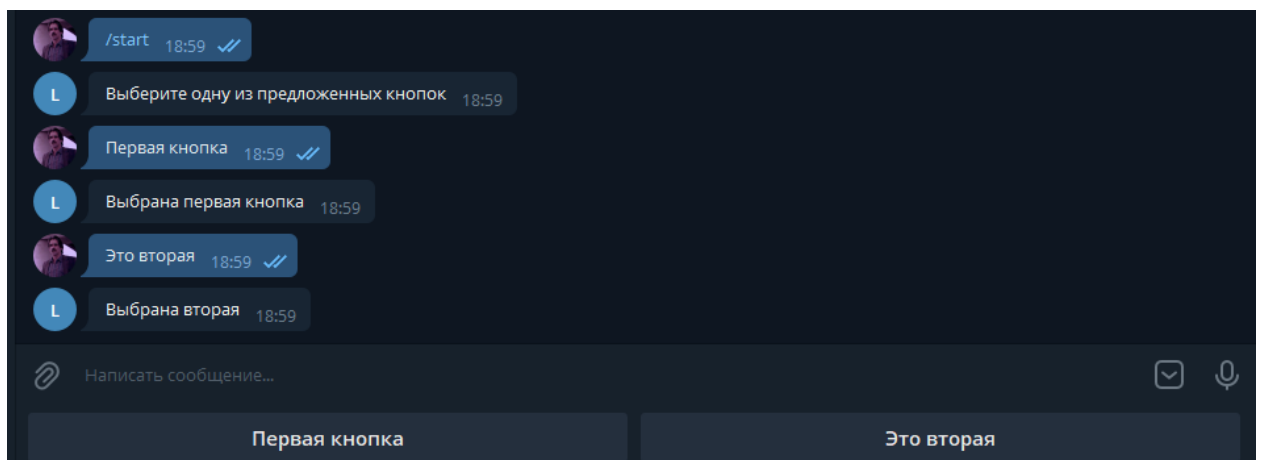 /start 18:59
L
Выберите одну из предложенных кнопок 18:59
Первая кнопка 18:59
L
Выбрана первая кнопка 18:59
Это вторая 18:59
L
Выбрана вторая 18:59
Написать сообщение...
Первая кнопка
Это вторая